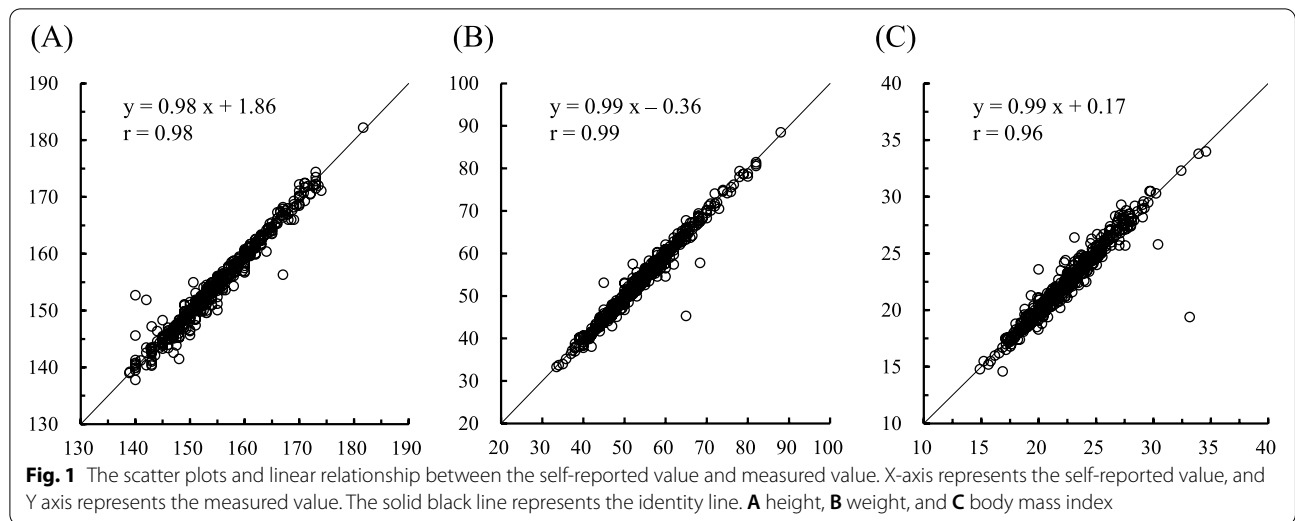 (A)
(B)
(C)
190
180
170
160
150
140
130
y = 0.98 x + 1.86
r = 0.98
130 140 150 160 170 180 190
100
90
80
70
60
50
40
30
20
y = 0.99 x – 0.36
r = 0.99
20 30 40 50 60 70 80 90 100
40
35
30
25
20
15
10
y = 0.99 x + 0.17
r = 0.96
10 15 20 25 30 35 40
Fig. 1 The scatter plots and linear relationship between the self-reported value and measured value. X-axis represents the self-reported value, and
Y axis represents the measured value. The solid black line represents the identity line. A height, B weight, and C body mass index